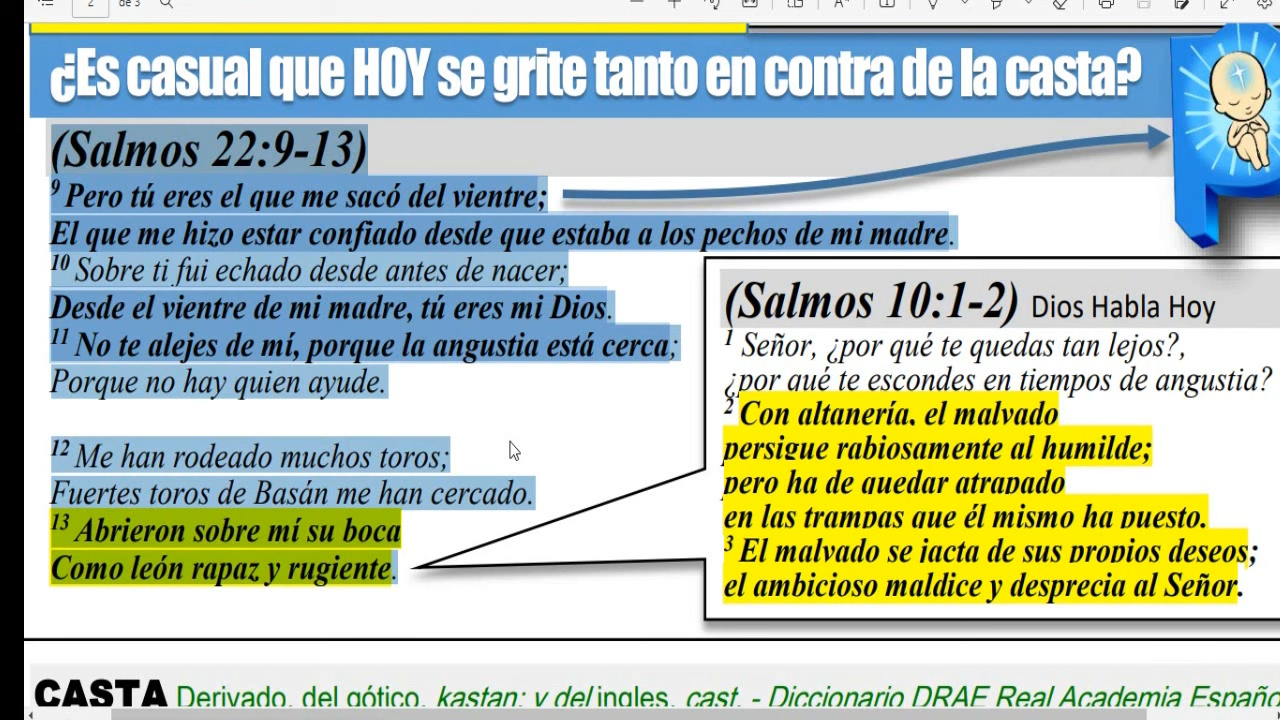 2 de 3
¿Es casual que HOY se grite tanto en contra de la casta?
(Salmos 22:9-13)
9 Pero tú eres el que me sacó del vientre;
El que me hizo estar confiado desde que estaba a los pechos de mi madre.
10 Sobre ti fui echado desde antes de nacer;
Desde el vientre de mi madre, tú eres mi Dios.
11 No te alejes de mí, porque la angustia está cerca;
Porque no hay quien ayude.
12 Me han rodeado muchos toros;
Fuertes toros de Basán me han cercado.
13 Abrieron sobre mí su boca
Como león rapaz y rugiente.
(Salmos 10:1-2) Dios Habla Hoy
1 Señor, ¿por qué te quedas tan lejos?,
¿por qué te escondes en tiempos de angustia?
2 Con altanería, el malvado
persigue rabiosamente al humilde;
pero ha de quedar atrapado
en las trampas que él mismo ha puesto.
3 El malvado se jacta de sus propios deseos;
el ambicioso maldice y desprecia al Señor.
CASTA Derivado, del gótico, kastan; y del ingles, cast. - Diccionario DRAE Real Academia Españo